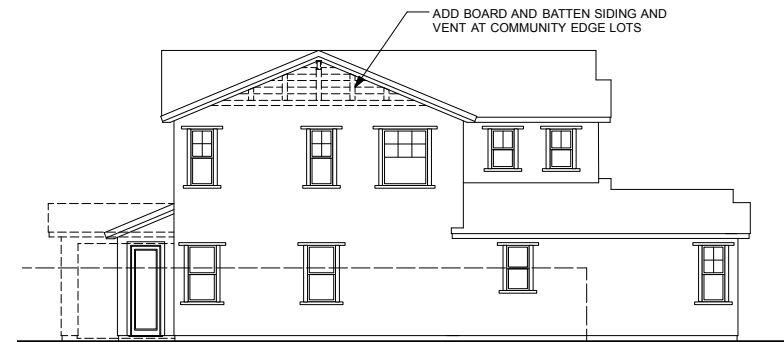 ADD BOARD AND BATTEN SIDING AND
VENT AT COMMUNITY EDGE LOTS